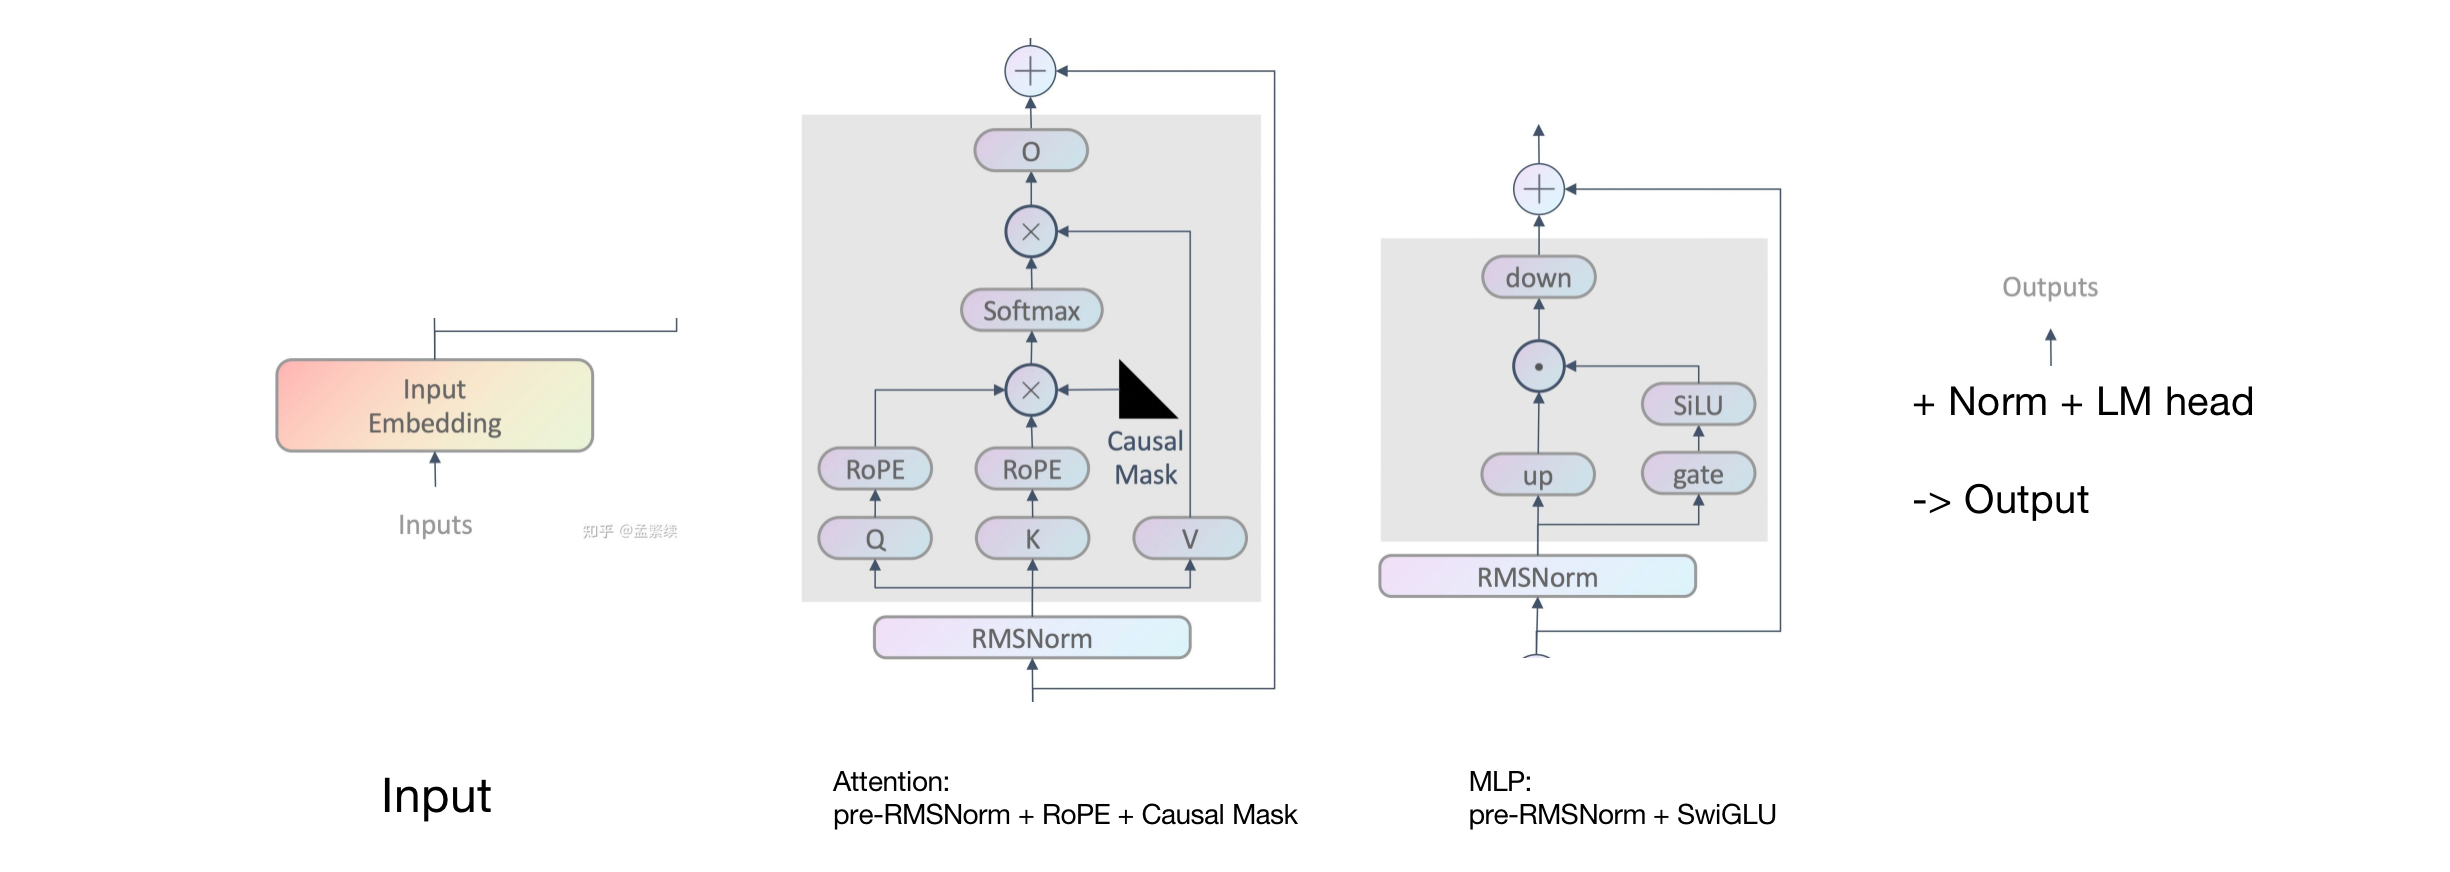 Input
Embedding
Inputs
知乎 @孟繁续
Input
O
Softmax
RoPE
RoPE
Causal
Mask
Q
K
V
RMSNorm
Attention:
pre-RMSNorm + RoPE + Causal Mask
down
SiLU
up
gate
RMSNorm
MLP:
pre-RMSNorm + SwiGLU
Outputs
+ Norm + LM head
-> Output